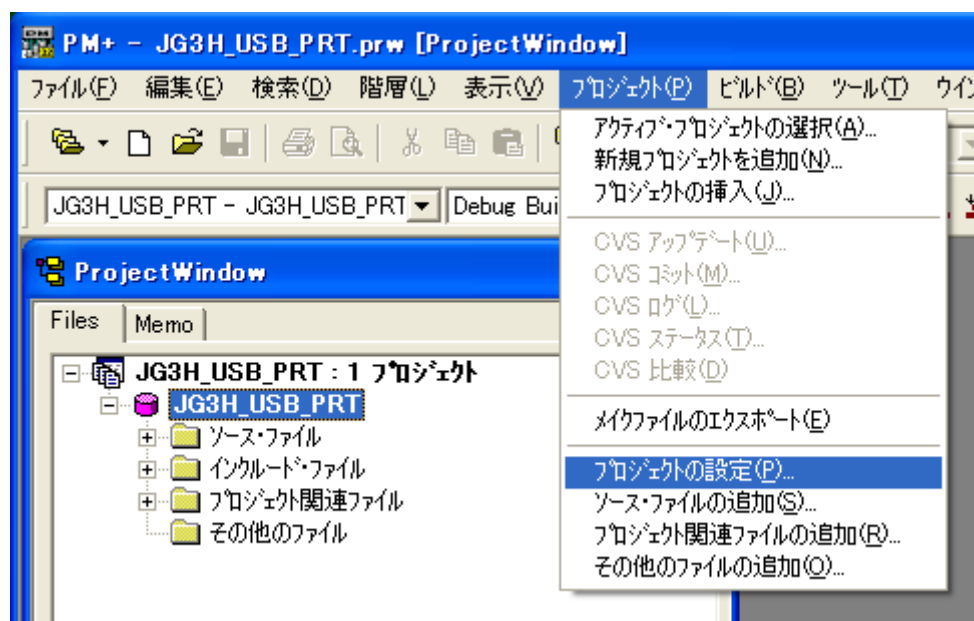 PM+ - JG3H_USB_PRT.prw [ProjectWindow]
ﾌｧｲﾙ(F) 編集(E) 検索(D) 階層(L) 表示(V) ﾌﾟﾛｼﾞｪｸﾄ(P) ﾋﾞﾙﾄﾞ(B) ﾂｰﾙ(T) ｳｲﾝ
JG3H_USB_PRT - JG3H_USB_PRT Debug Bui
ProjectWindow
Files Memo
JG3H_USB_PRT : 1 ﾌﾟﾛｼﾞｪｸﾄ
JG3H_USB_PRT
ｿｰｽ･ﾌｧｲﾙ
ｲﾝｸﾙｰﾄﾞ･ﾌｧｲﾙ
ﾌﾟﾛｼﾞｪｸﾄ関連ﾌｧｲﾙ
その他のﾌｧｲﾙ
ｱｸﾃｨﾌﾞ･ﾌﾟﾛｼﾞｪｸﾄの選択(A)...
新規ﾌﾟﾛｼﾞｪｸﾄを追加(N)...
ﾌﾟﾛｼﾞｪｸﾄの挿入(J)...
CVS ｱｯﾌﾟﾃﾞｰﾄ(U)...
CVS ｺﾐｯﾄ(M)...
CVS ﾛｸﾞ(L)...
CVS ｽﾃｰﾀｽ(T)...
CVS 比較(D)
ﾒｲｸﾌｧｲﾙのｴｸｽﾎﾟｰﾄ(E)
ﾌﾟﾛｼﾞｪｸﾄの設定(P)...
ｿｰｽ･ﾌｧｲﾙの追加(S)...
ﾌﾟﾛｼﾞｪｸﾄ関連ﾌｧｲﾙの追加(R)...
その他のﾌｧｲﾙの追加(O)...